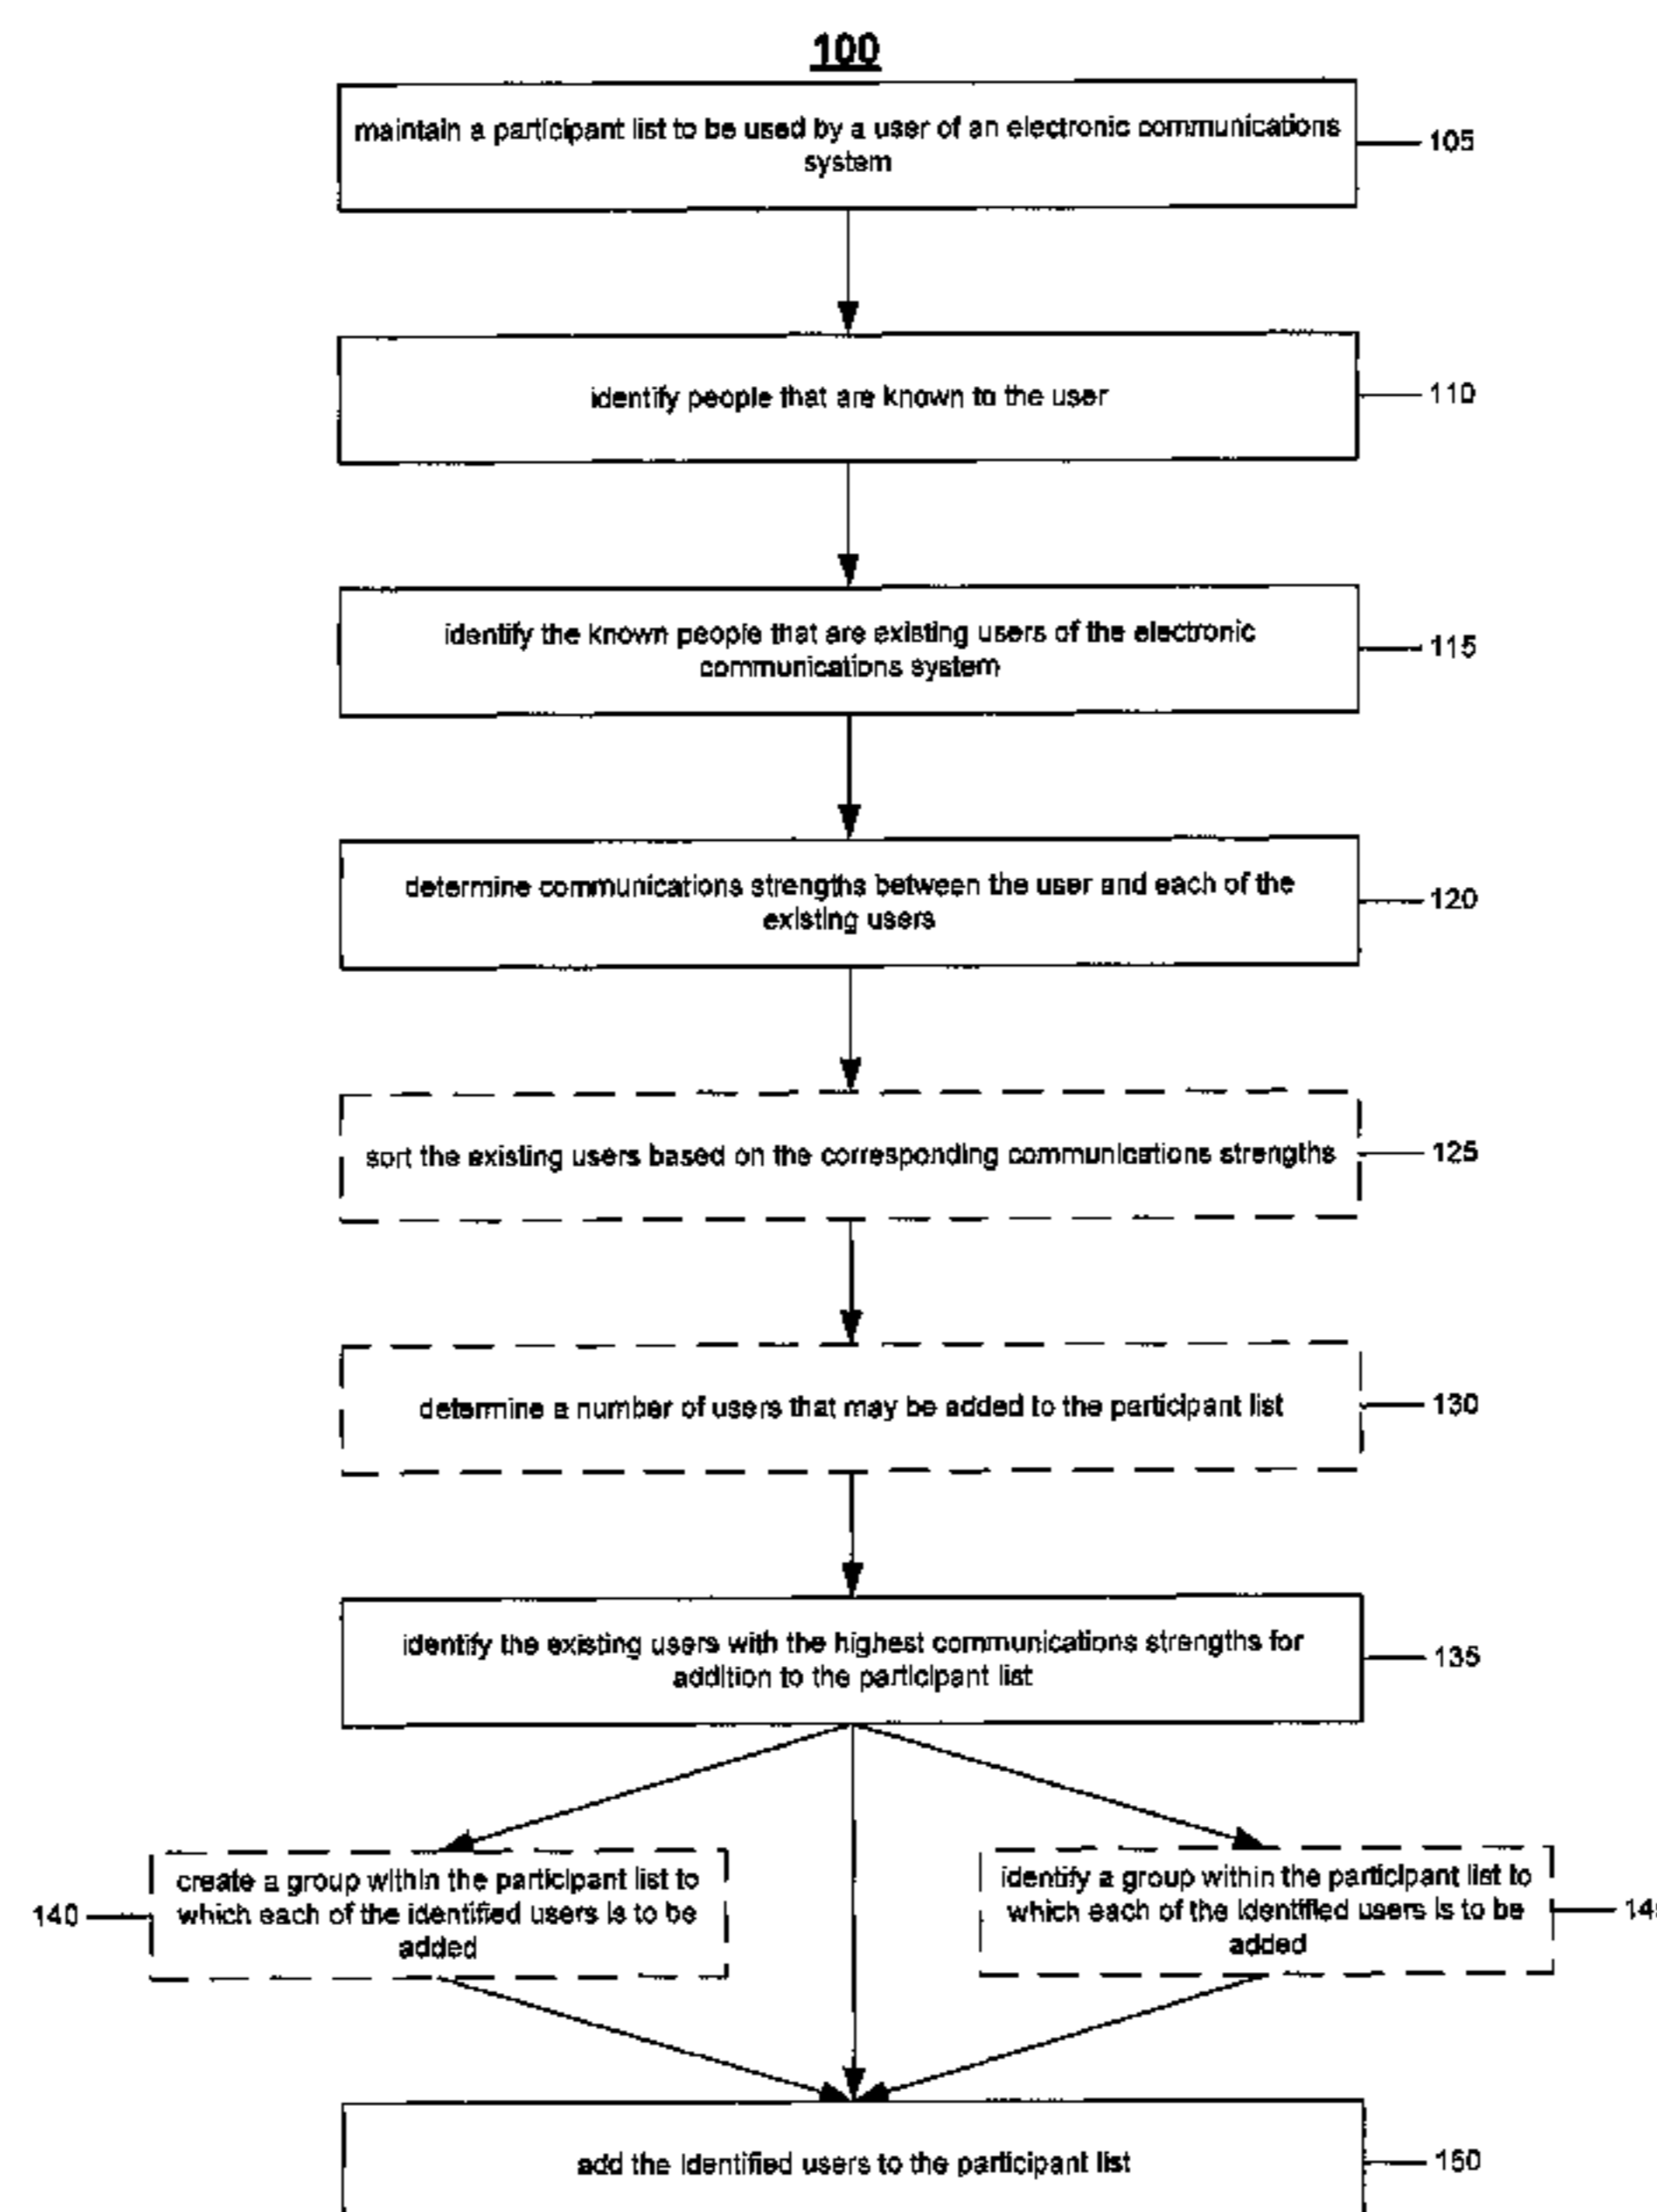 100
maintain a participant list to be used by a user of an electronic communications
system
105
identify people that are known to the user
110
identify the known people that are existing users of the electronic
communications system
115
determine communications strengths between the user and each of the
existing users
120
sort the existing users based on the corresponding communications strengths
125
determine a number of users that may be added to the participant list
130
identify the existing users with the highest communications strengths for
addition to the participant list
135
140
create a group within the participant list to
which each of the identified users is to be
added
identify a group within the participant list to
which each of the identified users is to be
added
add the identified users to the participant list
150